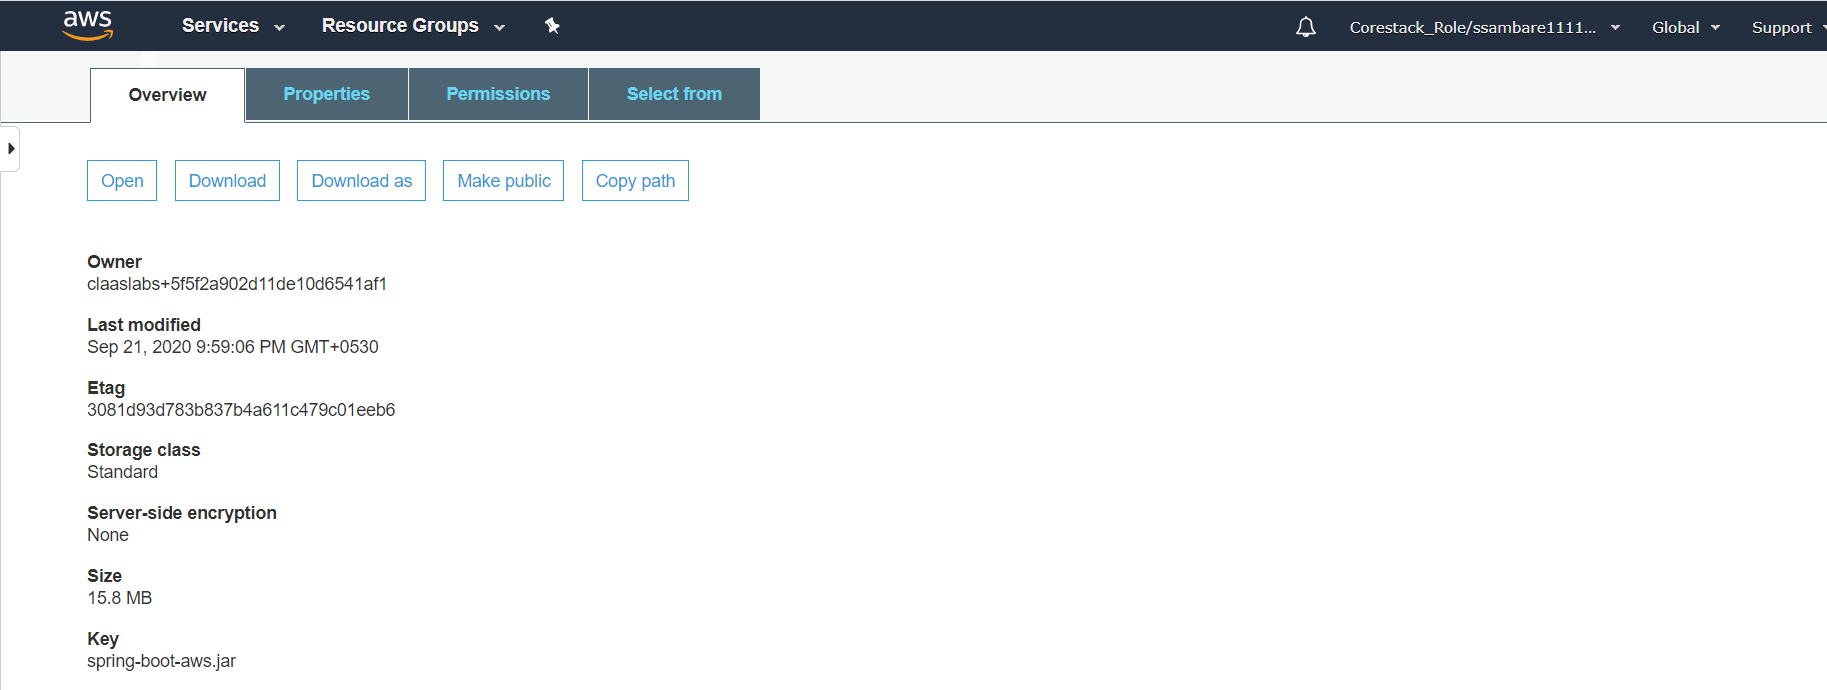 aws Services Resource Groups Corestack_Role/ssambare1111... Global Support
Overview Properties Permissions Select from
Open Download Download as Make public Copy path
Owner
claaslabs+5f5f2a902d11de10d6541af1
Last modified
Sep 21, 2020 9:59:06 PM GMT+0530
Etag
3081d93d783b837b4a611c479c01eeb6
Storage class
Standard
Server-side encryption
None
Size
15.8 MB
Key
spring-boot-aws.jar